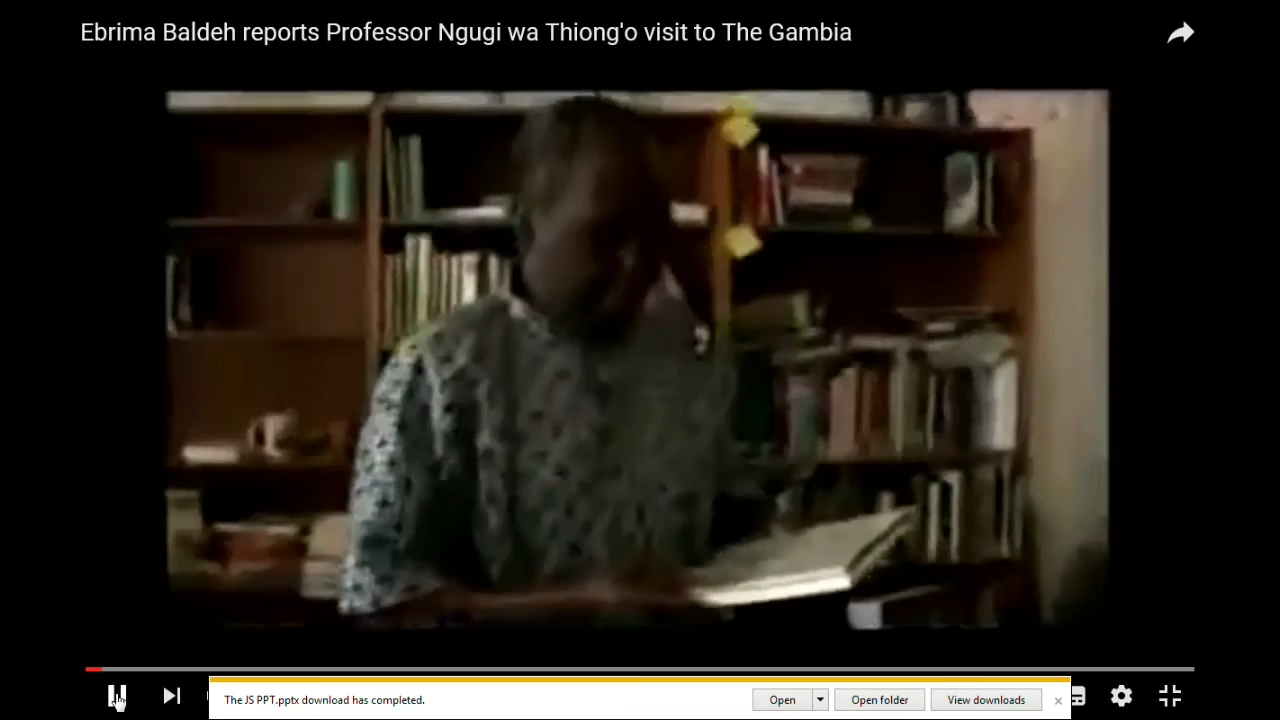 Ebrima Baldeh reports Professor Ngugi wa Thiong'o visit to The Gambia
The JS PPT.pptx download has completed.
Open
Open folder
View downloads